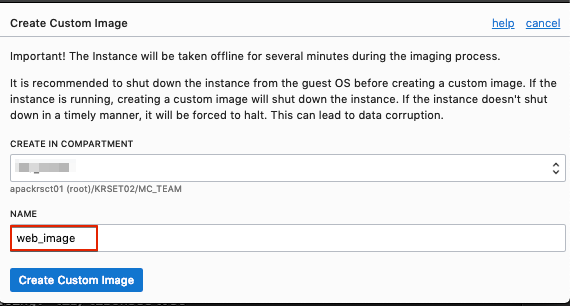 Create Custom Image
help
cancel
Important! The Instance will be taken offline for several minutes during the imaging process.
It is recommended to shut down the instance from the guest OS before creating a custom image. If the
instance is running, creating a custom image will shut down the instance. If the instance doesn't shut
down in a timely manner, it will be forced to halt. This can lead to data corruption.
CREATE IN COMPARTMENT
apackrsct01 (root)/KRSET02/MC_TEAM
NAME
web_image
Create Custom Image